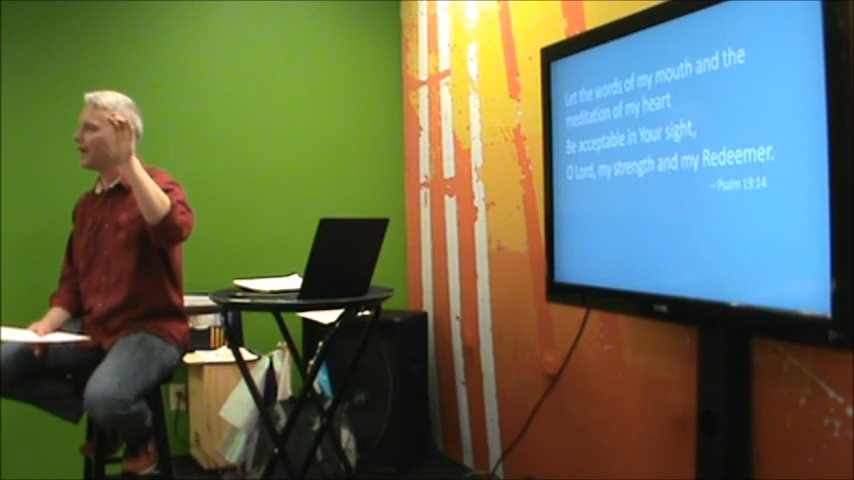 Let the words of my mouth and the
meditation of my heart
Be acceptable in Your sight,
O Lord, my strength and my Redeemer.
~ Psalm 19:14